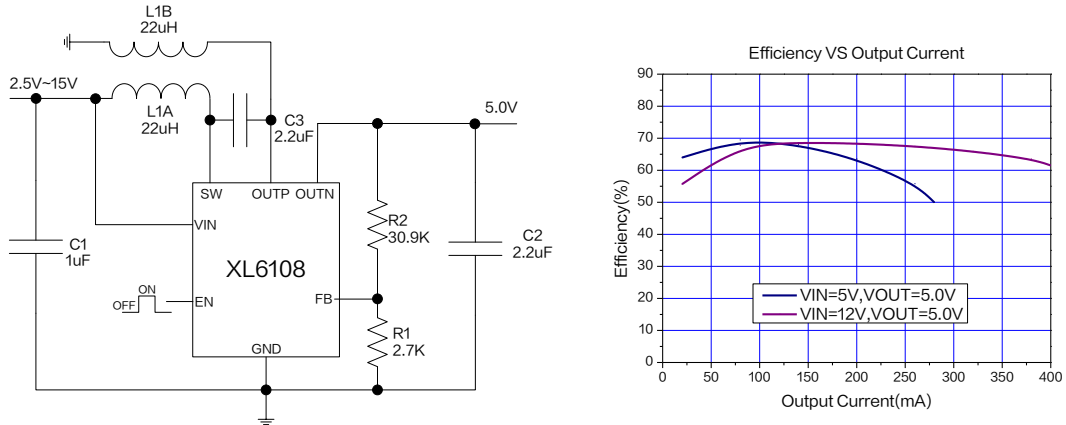 L1B
22uH
2.5V~15V
L1A
22uH
C3
2.2uF
5.0V
SW
OUTP
OUTN
VIN
R2
30.9K
C1
1uF
C2
2.2uF
XL6108
ON
OFF
EN
FB
R1
2.7K
GND
Efficiency VS Output Current
Efficiency(%)
90
80
70
60
50
40
30
20
10
0
VIN=5V,VOUT=5.0V
VIN=12V,VOUT=5.0V
0 50 100 150 200 250 300 350 400
Output Current(mA)